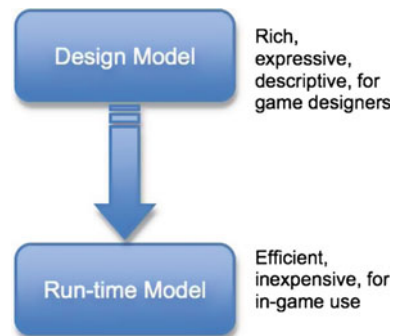 Design Model
Rich,
expressive,
descriptive, for
game designers
Run-time Model
Efficient,
inexpensive, for
in-game use